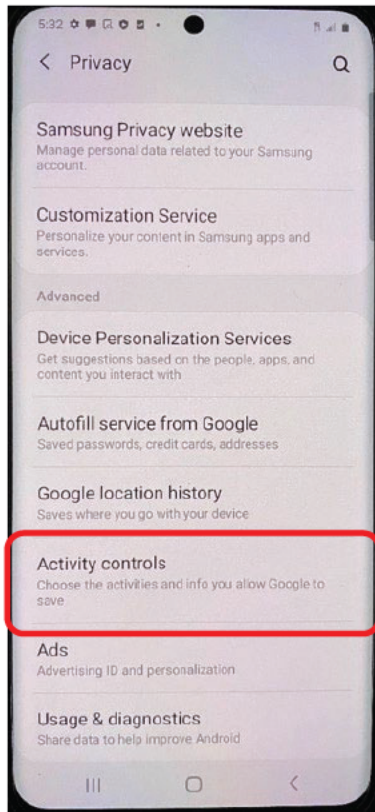 5:32
Privacy
Samsung Privacy website
Manage personal data related to your Samsung
account.
Customization Service
Personalize your content in Samsung apps and
services.
Advanced
Device Personalization Services
Get suggestions based on the people, apps, and
content you interact with
Autofill service from Google
Saved passwords, credit cards, addresses
Google location history
Saves where you go with your device
Activity controls
Choose the activities and info you allow Google to
save
Ads
Advertising ID and personalization
Usage & diagnostics
Share data to help improve Android